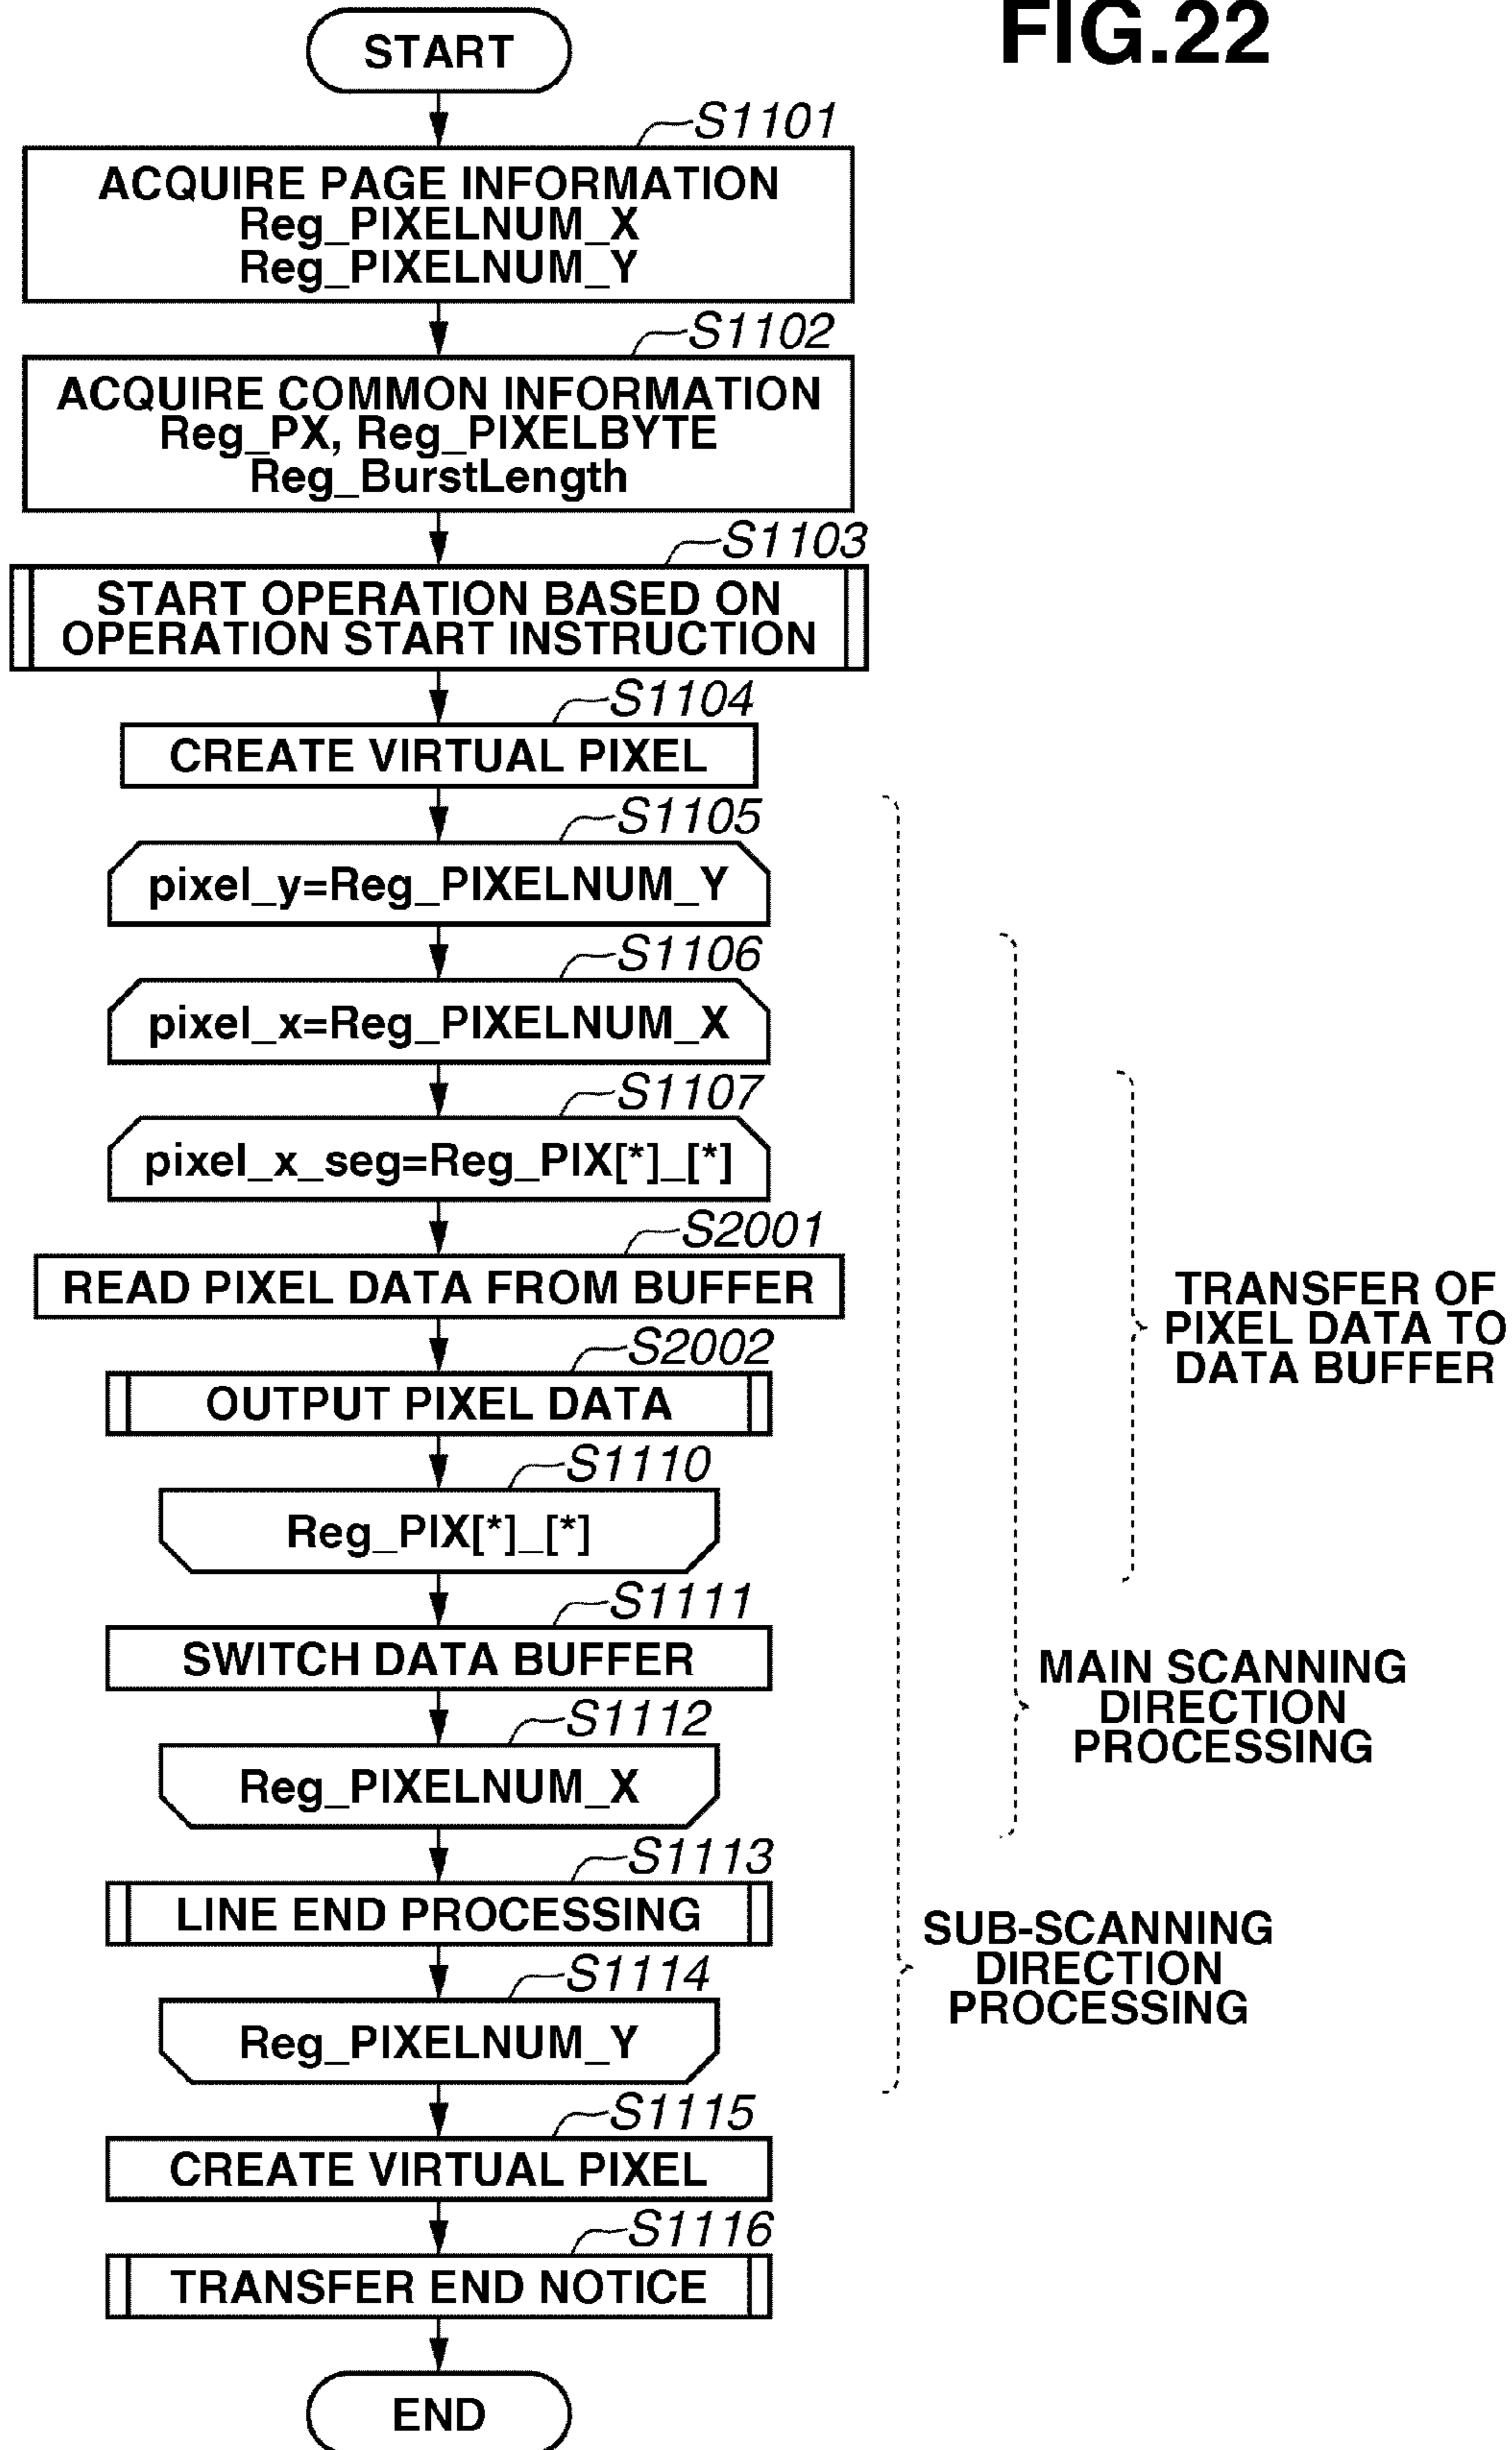 FIG.22
START
S1101
ACQUIRE PAGE INFORMATION
Reg_PIXELNUM_X
Reg_PIXELNUM_Y
S1102
ACQUIRE COMMON INFORMATION
Reg_PX, Reg_PIXELBYTE
Reg_BurstLength
S1103
START OPERATION BASED ON
OPERATION START INSTRUCTION
S1104
CREATE VIRTUAL PIXEL
S1105
pixel_y=Reg_PIXELNUM_Y
S1106
pixel_x=Reg_PIXELNUM_X
S1107
pixel_x_seg=Reg_PIX[*]_[*]
S2001
READ PIXEL DATA FROM BUFFER
S2002
OUTPUT PIXEL DATA
S1110
Reg_PIX[*]_[*]
S1111
SWITCH DATA BUFFER
S1112
Reg_PIXELNUM_X
S1113
LINE END PROCESSING
S1114
Reg_PIXELNUM_Y
S1115
CREATE VIRTUAL PIXEL
S1116
TRANSFER END NOTICE
END
TRANSFER OF
PIXEL DATA TO
DATA BUFFER
MAIN SCANNING
DIRECTION
PROCESSING
SUB-SCANNING
DIRECTION
PROCESSING